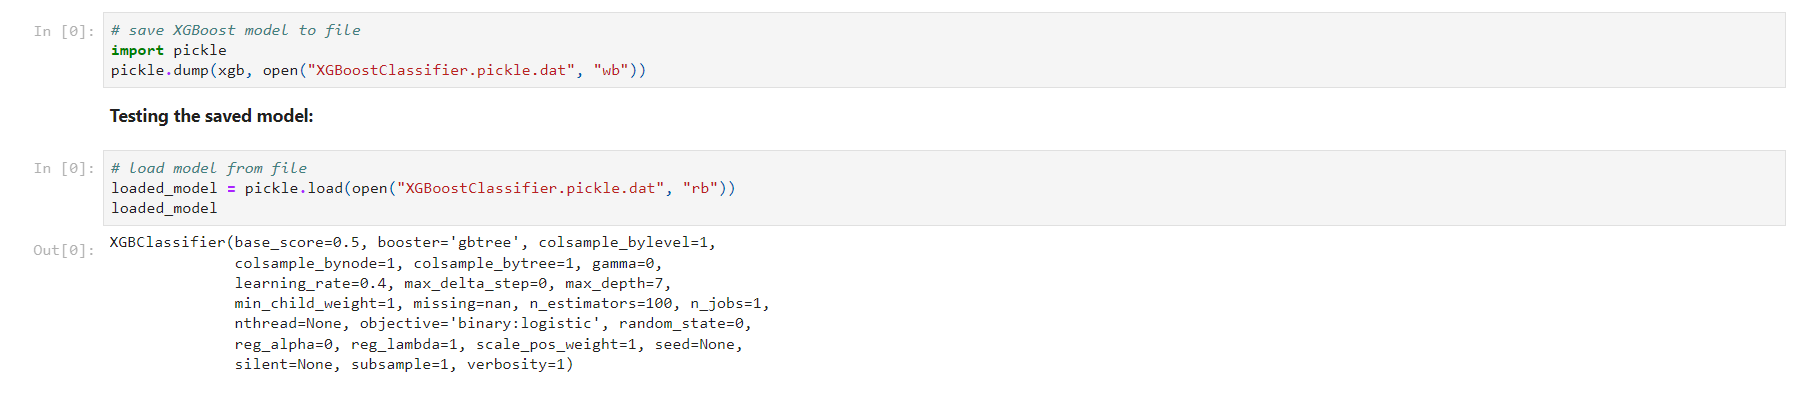 In [0]: # save XGBoost model to file
import pickle
pickle.dump(xgb, open("XGBoostClassifier.pickle.dat", "wb"))
Testing the saved model:
In [0]: # load model from file
loaded_model = pickle.load(open("XGBoostClassifier.pickle.dat", "rb"))
loaded_model
Out[0]: XGBClassifier(base_score=0.5, booster='gbtree', colsample_bylevel=1,
colsample_bynode=1, colsample_bytree=1, gamma=0,
learning_rate=0.4, max_delta_step=0, max_depth=7,
min_child_weight=1, missing=nan, n_estimators=100, n_jobs=1,
nthread=None, objective='binary:logistic', random_state=0,
reg_alpha=0, reg_lambda=1, scale_pos_weight=1, seed=None,
silent=None, subsample=1, verbosity=1)